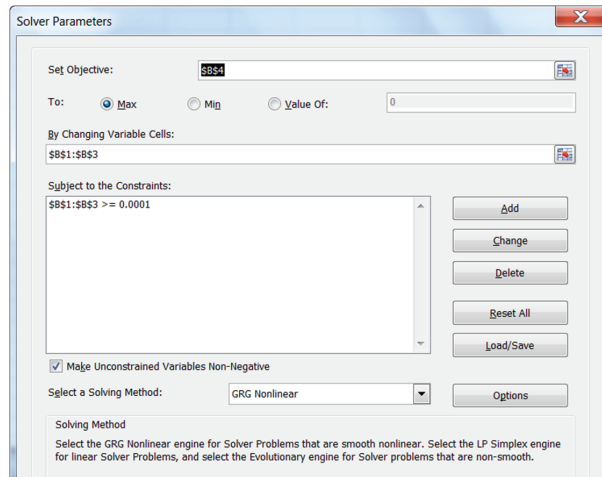 Solver Parameters
Set Objective:
$B$4
To:
Max
Min
Value Of:
0
By Changing Variable Cells:
$B$1:$B$3
Subject to the Constraints:
$B$1:$B$3 >= 0.0001
Add
Change
Delete
Reset All
Load/Save
Make Unconstrained Variables Non-Negative
Select a Solving Method:
GRG Nonlinear
Options
Solving Method
Select the GRG Nonlinear engine for Solver Problems that are smooth nonlinear. Select the LP Simplex engine
for linear Solver Problems, and select the Evolutionary engine for Solver problems that are non-smooth.